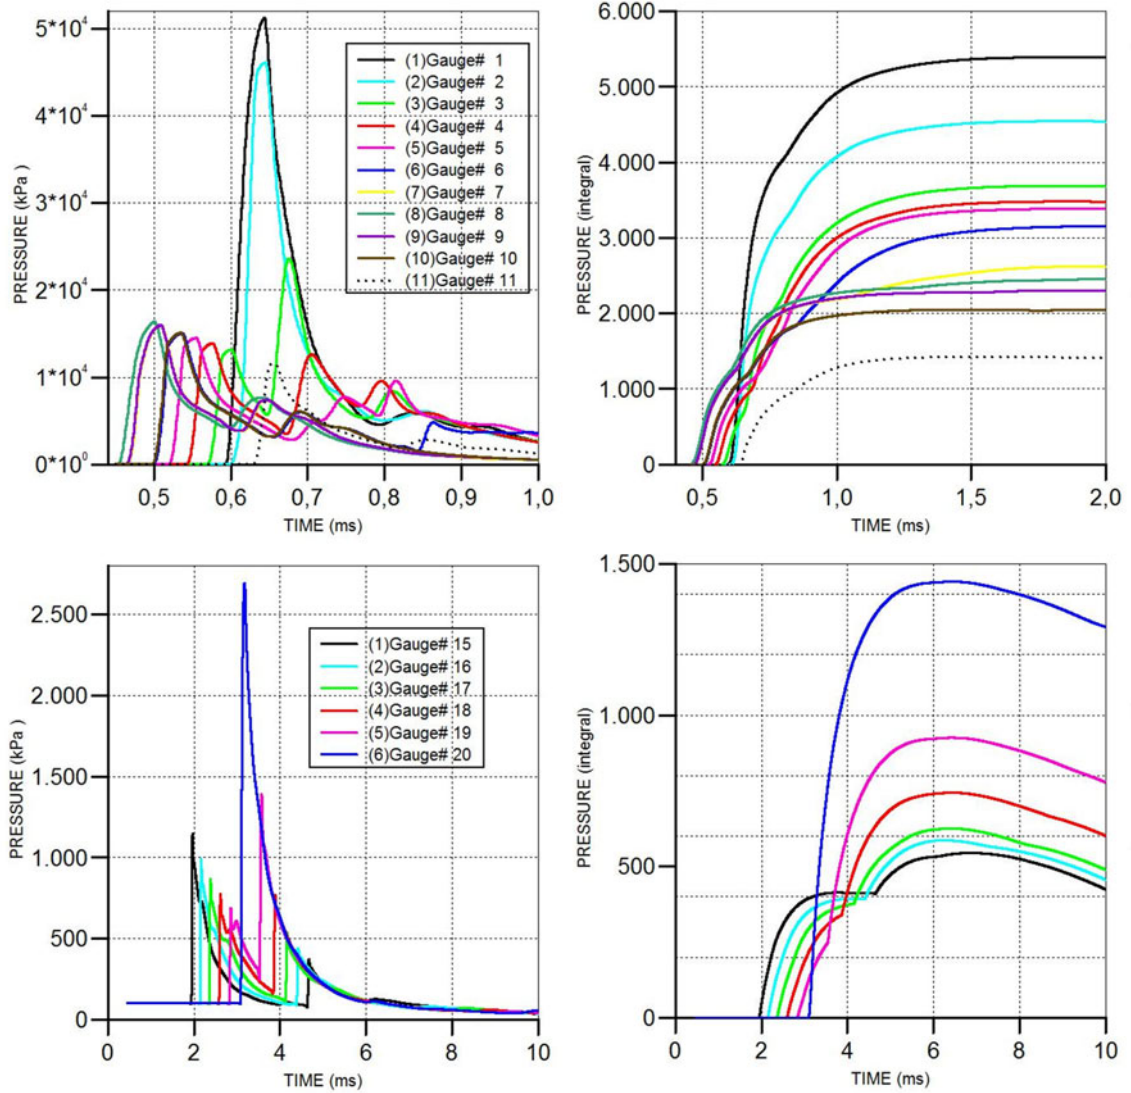 5*10⁴
4*10⁴
3*10⁴
2*10⁴
1*10⁴
0*10⁰
PRESSURE (kPa)
(1)Gauge# 1
(2)Gauge# 2
(3)Gauge# 3
(4)Gauge# 4
(5)Gauge# 5
(6)Gauge# 6
(7)Gauge# 7
(8)Gauge# 8
(9)Gauge# 9
(10)Gauge# 10
(11)Gauge# 11
0,5 0,6 0,7 0,8 0,9 1,0
TIME (ms)
6.000
5.000
4.000
3.000
2.000
1.000
0
PRESSURE (integral)
0,5 1,0 1,5 2,0
TIME (ms)
2.500
2.000
1.500
1.000
500
0
PRESSURE (kPa)
(1)Gauge# 15
(2)Gauge# 16
(3)Gauge# 17
(4)Gauge# 18
(5)Gauge# 19
(6)Gauge# 20
0 2 4 6 8 10
TIME (ms)
1.500
1.000
500
0
PRESSURE (integral)
0 2 4 6 8 10
TIME (ms)